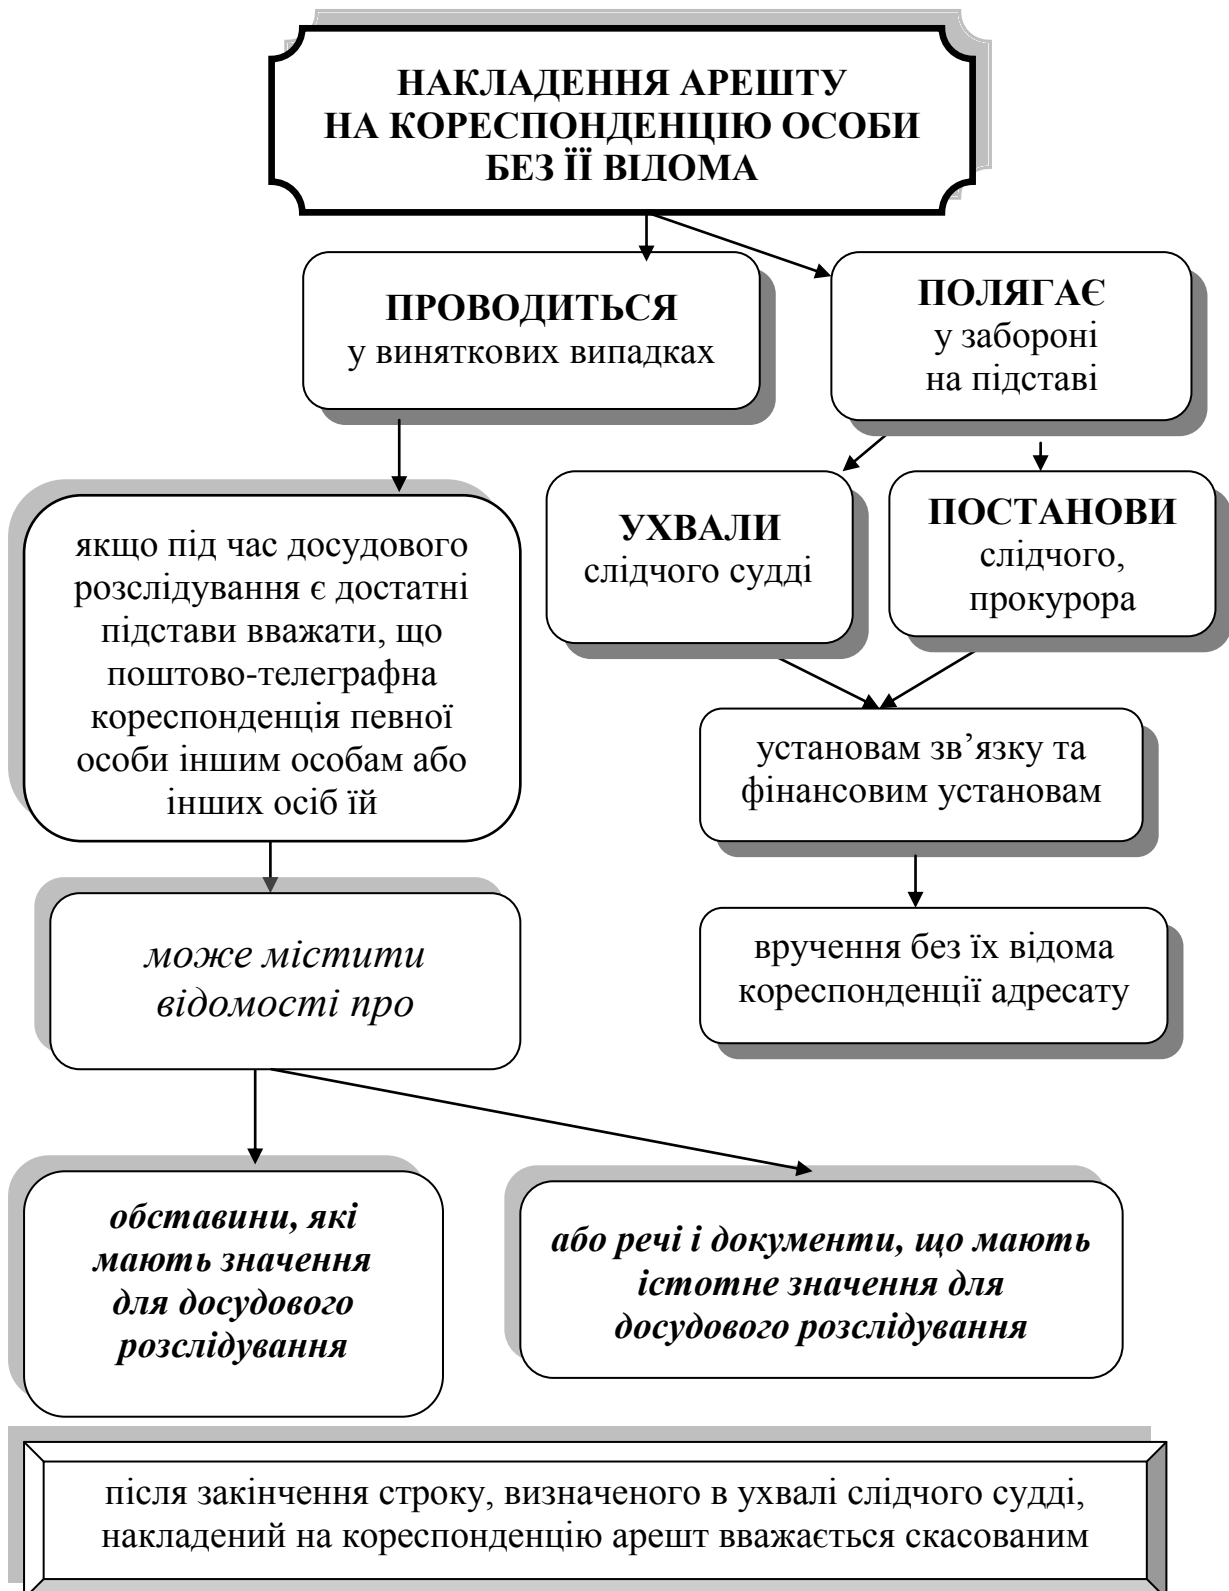 НАКЛАДЕННЯ АРЕШТУ
НА КОРЕСПОНДЕНЦІЮ ОСОБИ
БЕЗ ЇЇ ВІДОМА
ПРОВОДИТЬСЯ
у виняткових випадках
ПОЛЯГАЄ
у забороні
на підставі
якщо під час досудового
розслідування є достатні
підстави вважати, що
поштово-телеграфна
кореспонденція певної
особи іншим особам або
інших осіб їй
УХВАЛИ
слідчого судді
ПОСТАНОВИ
слідчого,
прокурора
установам зв’язку та
фінансовим установам
вручення без їх відома
кореспонденції адресату
може містити
відомості про
обставини, які
мають значення
для досудового
розслідування
або речі і документи, що мають
істотне значення для
досудового розслідування
після закінчення строку, визначеного в ухвалі слідчого судді,
накладений на кореспонденцію арешт вважається скасованим